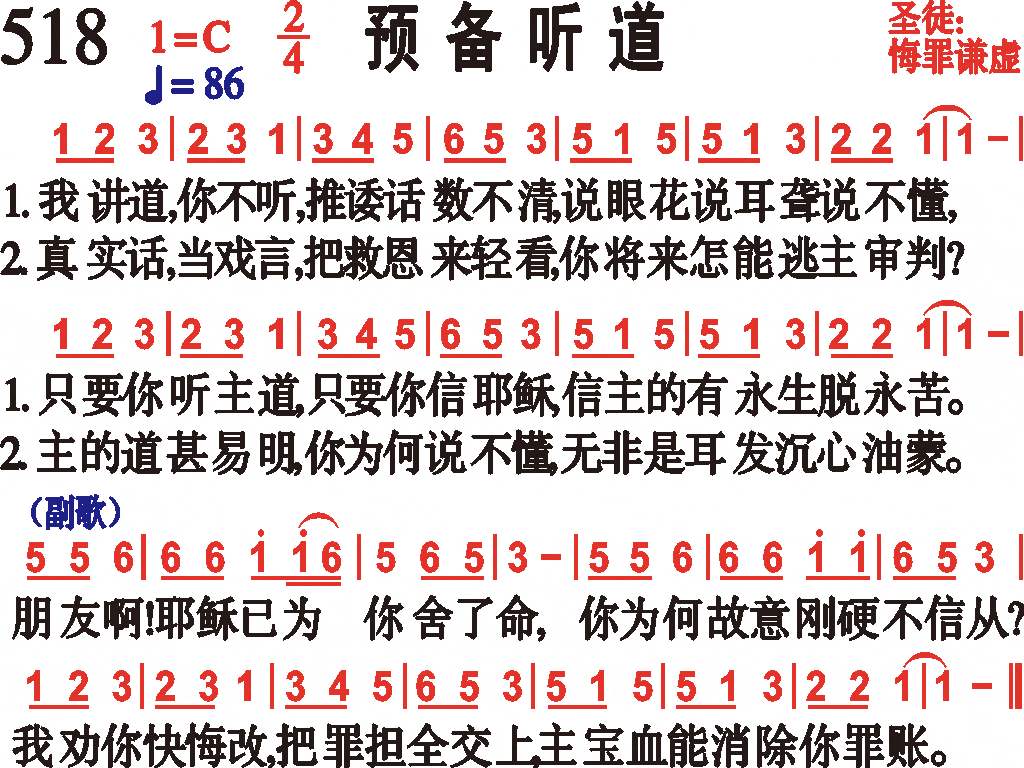 518 1=C 2/4 预备听道 圣徒:
♩=86 悔罪谦虚
1 2 3|2 3 1|3 4 5|6 5 3|5 1 5|5 1 3|2 2 1|1 -|
1. 我讲道,你不听,推诿话数不清,说眼花说耳聋说不懂,
2. 真实话,当戏言,把救恩来轻看,你将来怎能逃主审判?
1 2 3|2 3 1|3 4 5|6 5 3|5 1 5|5 1 3|2 2 1|1 -|
1. 只要你听主道,只要你信耶稣,信主的有永生脱永苦。
2. 主的道甚易明,你为何说不懂,无非是耳发沉心油蒙。
(副歌)
5 5 6|6 6 i i6|5 6 5|3 -|5 5 6|6 6 i i|6 5 3|
朋友啊!耶稣已为 你舍了命, 你为何故意刚硬不信从?
1 2 3|2 3 1|3 4 5|6 5 3|5 1 5|5 1 3|2 2 1|1 -‖
我劝你快悔改,把罪担全交上,主宝血能消除你罪账。